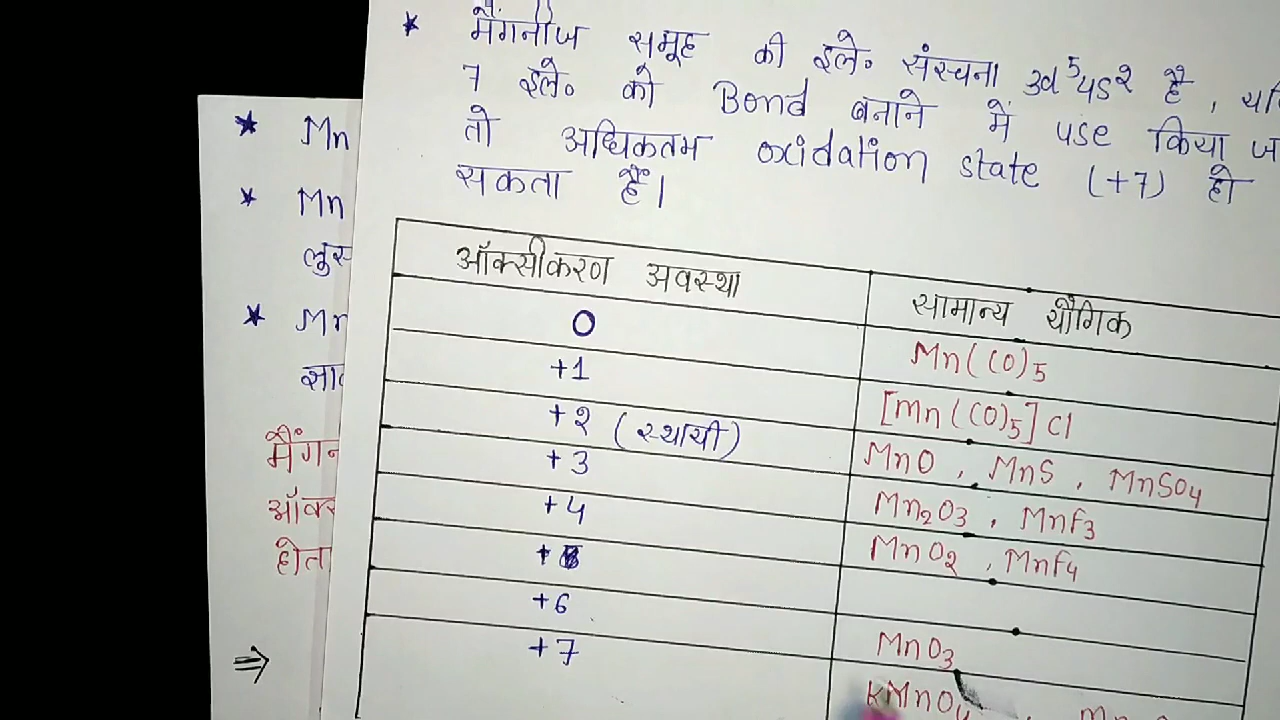 ★ मैंगनीज समूह की इले० संरचना 3d⁵4s² है,
7 इले० को Bond बनाने में use किया
तो अधिकतम oxidation state (+7) हो
सकता है।
ऑक्सीकरण अवस्था सामान्य यौगिक
0 Mn(CO)5
+1 [Mn(CO)5]Cl
+2 (स्थायी) MnO, MnS, MnSO4
+3 Mn2O3, MnF3
+4 MnO2, MnF4
+6 MnO3
+7 KMnO4,
★ Mn
★ Mn
★ Mn
⇒